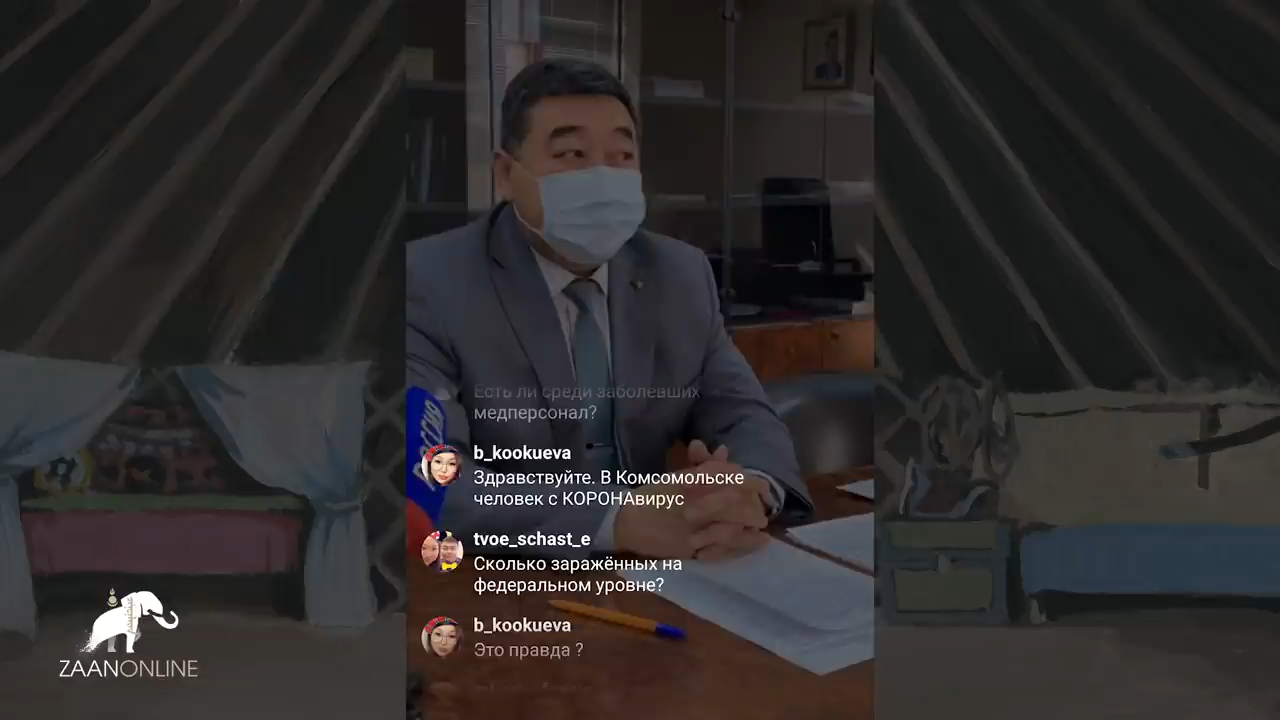 Есть ли среди заболевших
медперсонал?
b_kookueva
Здравствуйте. В Комсомольске
человек с КОРОНАвирус
tvoe_schast_e
Сколько заражённых на
федеральном уровне?
b_kookueva
Это правда ?
РОССИЯ
ZAANONLINE